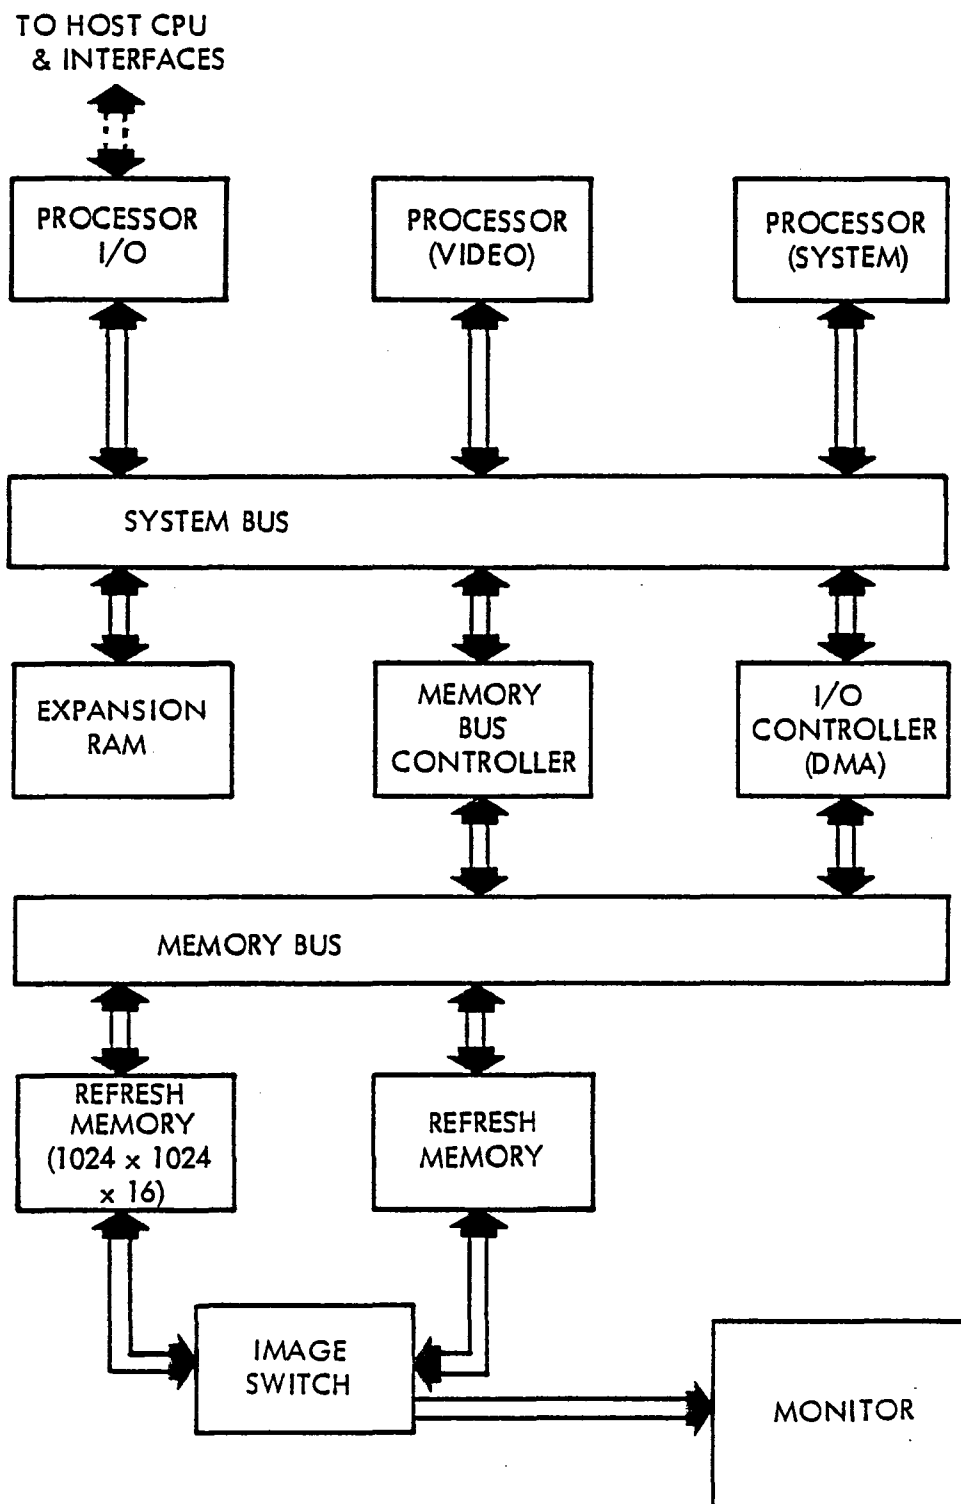 TO HOST CPU
& INTERFACES
PROCESSOR
I/O
PROCESSOR
(VIDEO)
PROCESSOR
(SYSTEM)
SYSTEM BUS
EXPANSION
RAM
MEMORY
BUS
CONTROLLER
I/O
CONTROLLER
(DMA)
MEMORY BUS
REFRESH
MEMORY
(1024 x 1024
x 16)
REFRESH
MEMORY
IMAGE
SWITCH
MONITOR